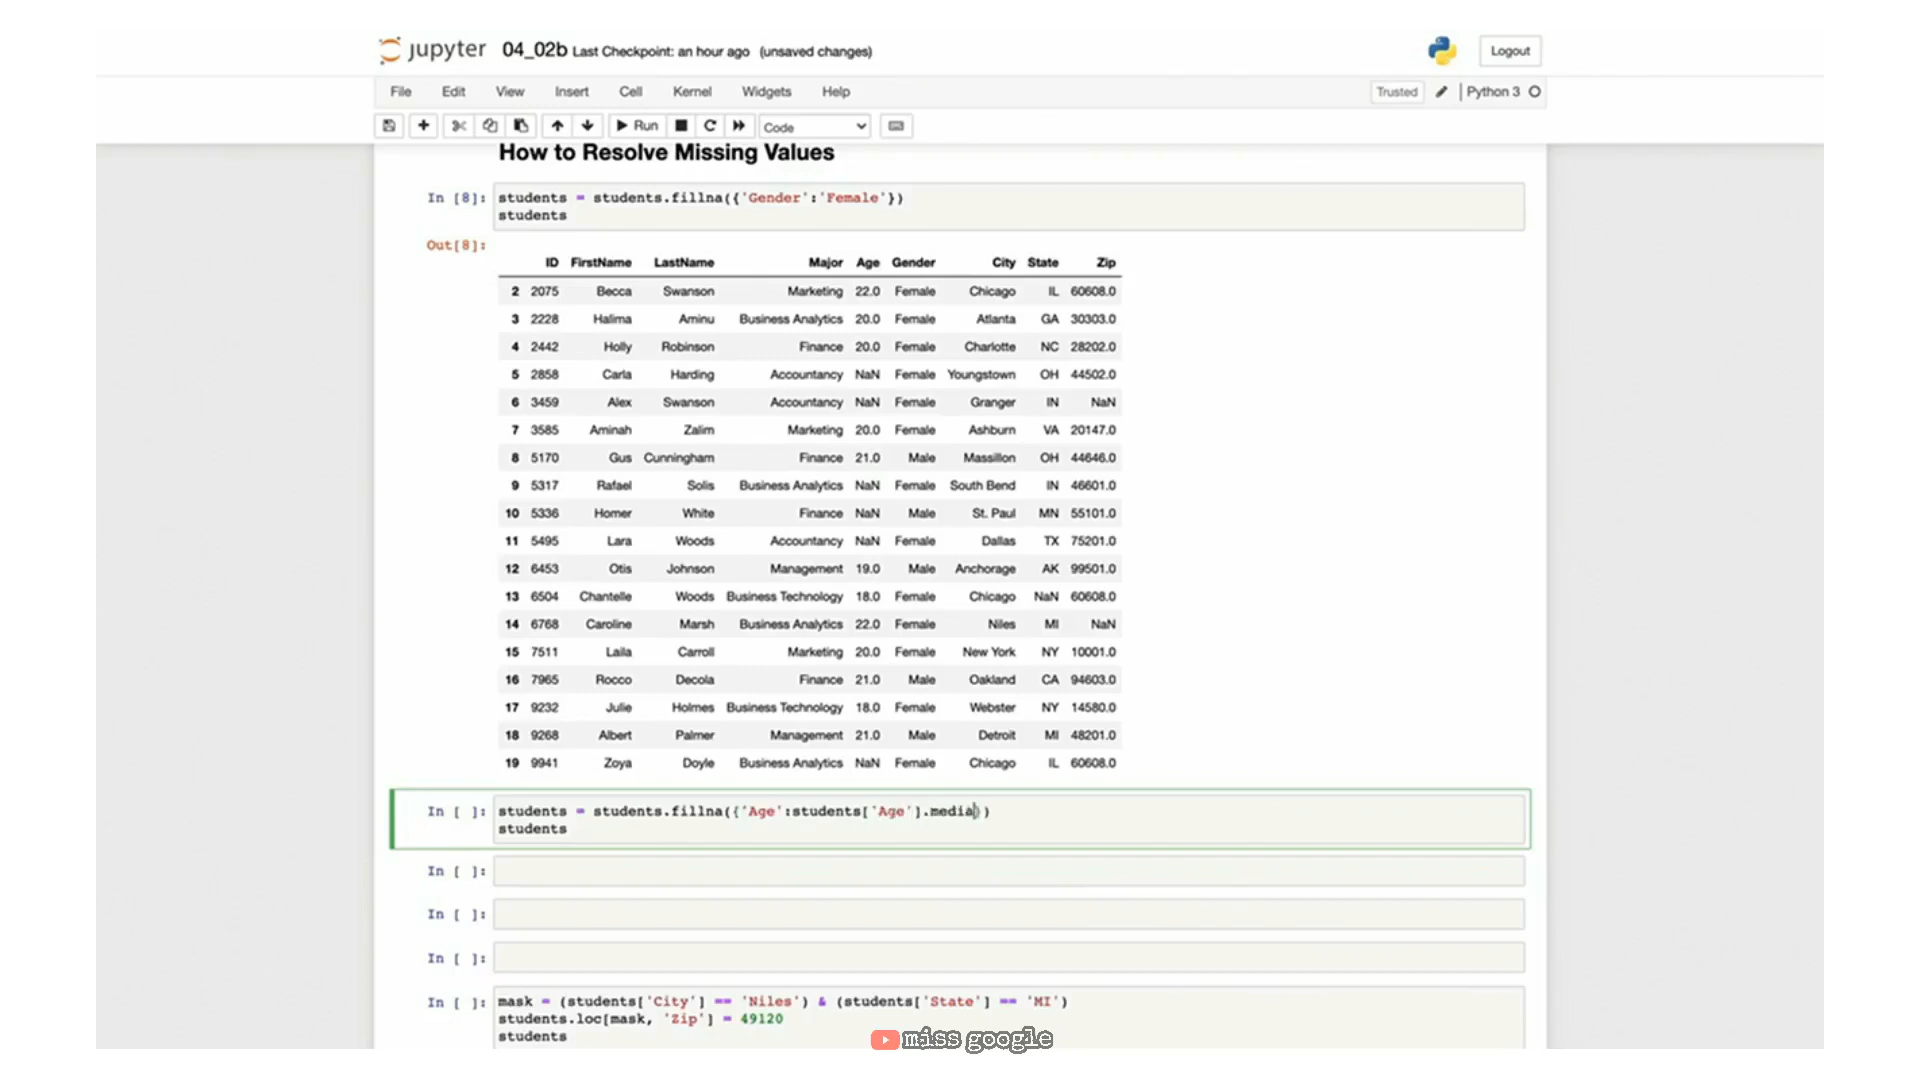 jupyter 04_02b Last Checkpoint: an hour ago (unsaved changes) Logout
File Edit View Insert Cell Kernel Widgets Help Trusted Python 3
Run Code
How to Resolve Missing Values
In [8]: students = students.fillna({'Gender':'Female'})
students
Out[8]:
ID FirstName LastName Major Age Gender City State Zip
2 2075 Becca Swanson Marketing 22.0 Female Chicago IL 60608.0
3 2228 Halima Aminu Business Analytics 20.0 Female Atlanta GA 30303.0
4 2442 Holly Robinson Finance 20.0 Female Charlotte NC 28202.0
5 2858 Carla Harding Accountancy NaN Female Youngstown OH 44502.0
6 3459 Alex Swanson Accountancy NaN Female Granger IN NaN
7 3585 Aminah Zalim Marketing 20.0 Female Ashburn VA 20147.0
8 5170 Gus Cunningham Finance 21.0 Male Massillon OH 44646.0
9 5317 Rafael Solis Business Analytics NaN Female South Bend IN 46601.0
10 5336 Homer White Finance NaN Male St. Paul MN 55101.0
11 5495 Lara Woods Accountancy NaN Female Dallas TX 75201.0
12 6453 Otis Johnson Management 19.0 Male Anchorage AK 99501.0
13 6504 Chantelle Woods Business Technology 18.0 Female Chicago NaN 60608.0
14 6768 Caroline Marsh Business Analytics 22.0 Female Niles MI NaN
15 7511 Laila Carroll Marketing 20.0 Female New York NY 10001.0
16 7965 Rocco Decola Finance 21.0 Male Oakland CA 94603.0
17 9232 Julie Holmes Business Technology 18.0 Female Webster NY 14580.0
18 9268 Albert Palmer Management 21.0 Male Detroit MI 48201.0
19 9941 Zoya Doyle Business Analytics NaN Female Chicago IL 60608.0
In [ ]: students = students.fillna({'Age':students['Age'].media})
students
In [ ]:
In [ ]:
In [ ]:
In [ ]: mask = (students['City'] == 'Niles') & (students['State'] == 'MI')
students.loc[mask, 'Zip'] = 49120
students
miss google